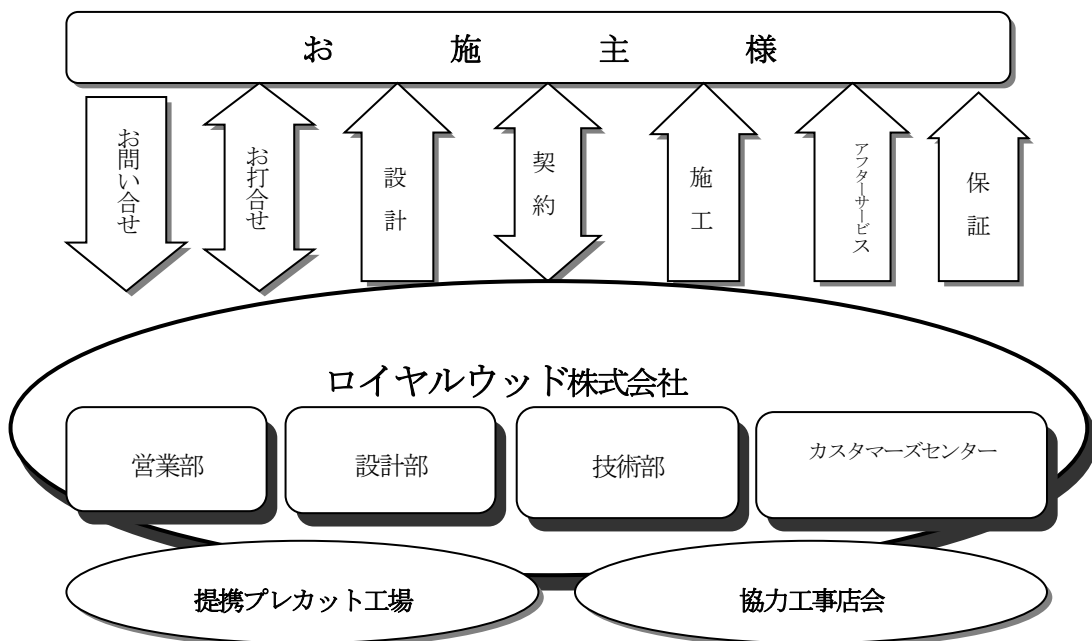 お施主様
お問い合せ
お打合せ
設計
契約
施工
アフターサービス
保証
ロイヤルウッド株式会社
営業部
設計部
技術部
カスタマーズセンター
提携プレカット工場
協力工事店会